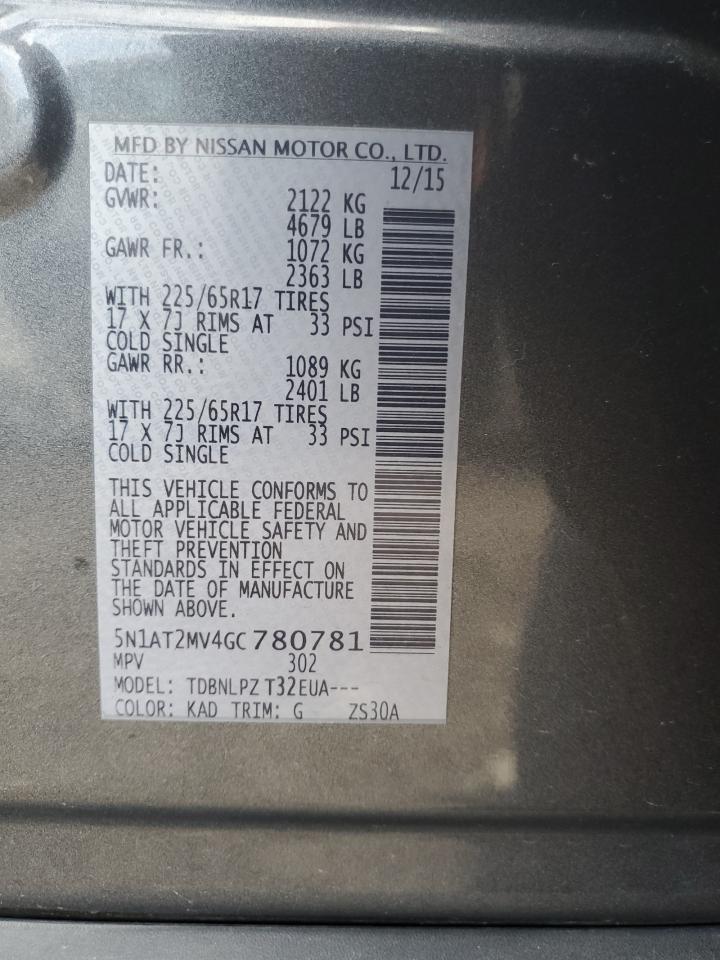 MFD BY NISSAN MOTOR CO., LTD.
DATE: 12/15
GVWR: 2122 KG
4679 LB
GAWR FR.: 1072 KG
2363 LB
WITH 225/65R17 TIRES
17 X 7J RIMS AT 33 PSI
COLD SINGLE
GAWR RR.: 1089 KG
2401 LB
WITH 225/65R17 TIRES
17 X 7J RIMS AT 33 PSI
COLD SINGLE
THIS VEHICLE CONFORMS TO
ALL APPLICABLE FEDERAL
MOTOR VEHICLE SAFETY AND
THEFT PREVENTION
STANDARDS IN EFFECT ON
THE DATE OF MANUFACTURE
SHOWN ABOVE.
5N1AT2MV4GC780781
MPV 302
MODEL: TDBNLPZ T32EUA---
COLOR: KAD TRIM: G ZS30A